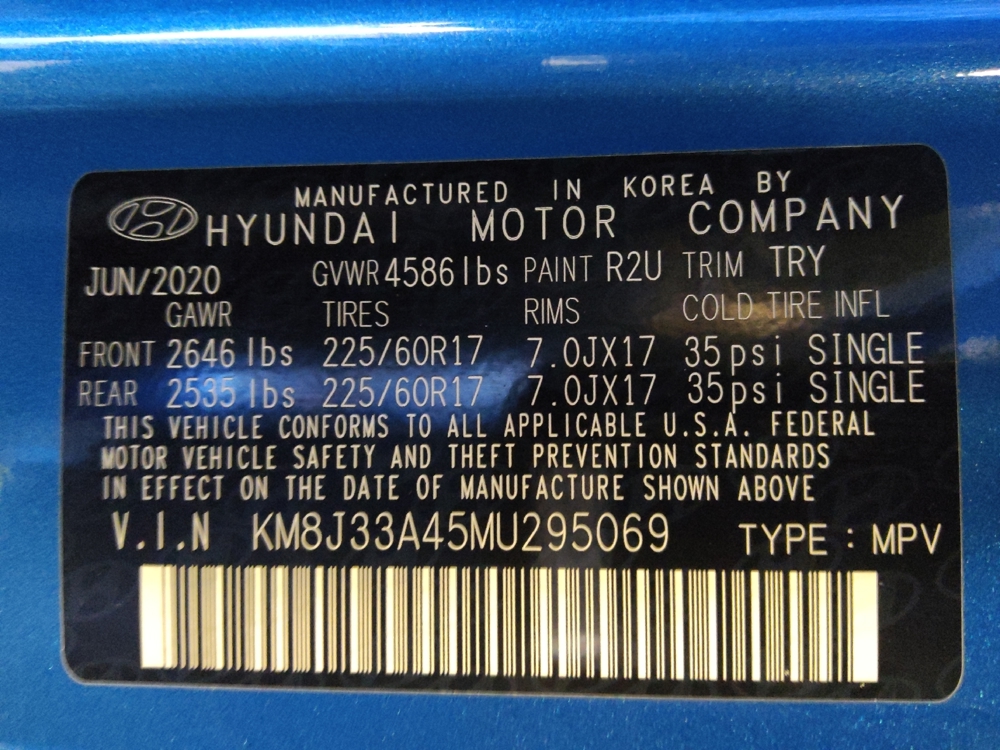 MANUFACTURED IN KOREA BY
HYUNDAI MOTOR COMPANY
JUN/2020 GVWR 4586lbs PAINT R2U TRIM TRY
GAWR TIRES RIMS COLD TIRE INFL
FRONT 2646 lbs 225/60R17 7.0JX17 35psi SINGLE
REAR 2535 lbs 225/60R17 7.0JX17 35psi SINGLE
THIS VEHICLE CONFORMS TO ALL APPLICABLE U.S.A. FEDERAL
MOTOR VEHICLE SAFETY AND THEFT PREVENTION STANDARDS
IN EFFECT ON THE DATE OF MANUFACTURE SHOWN ABOVE
V.I.N KM8J33A45MU295069 TYPE : MPV